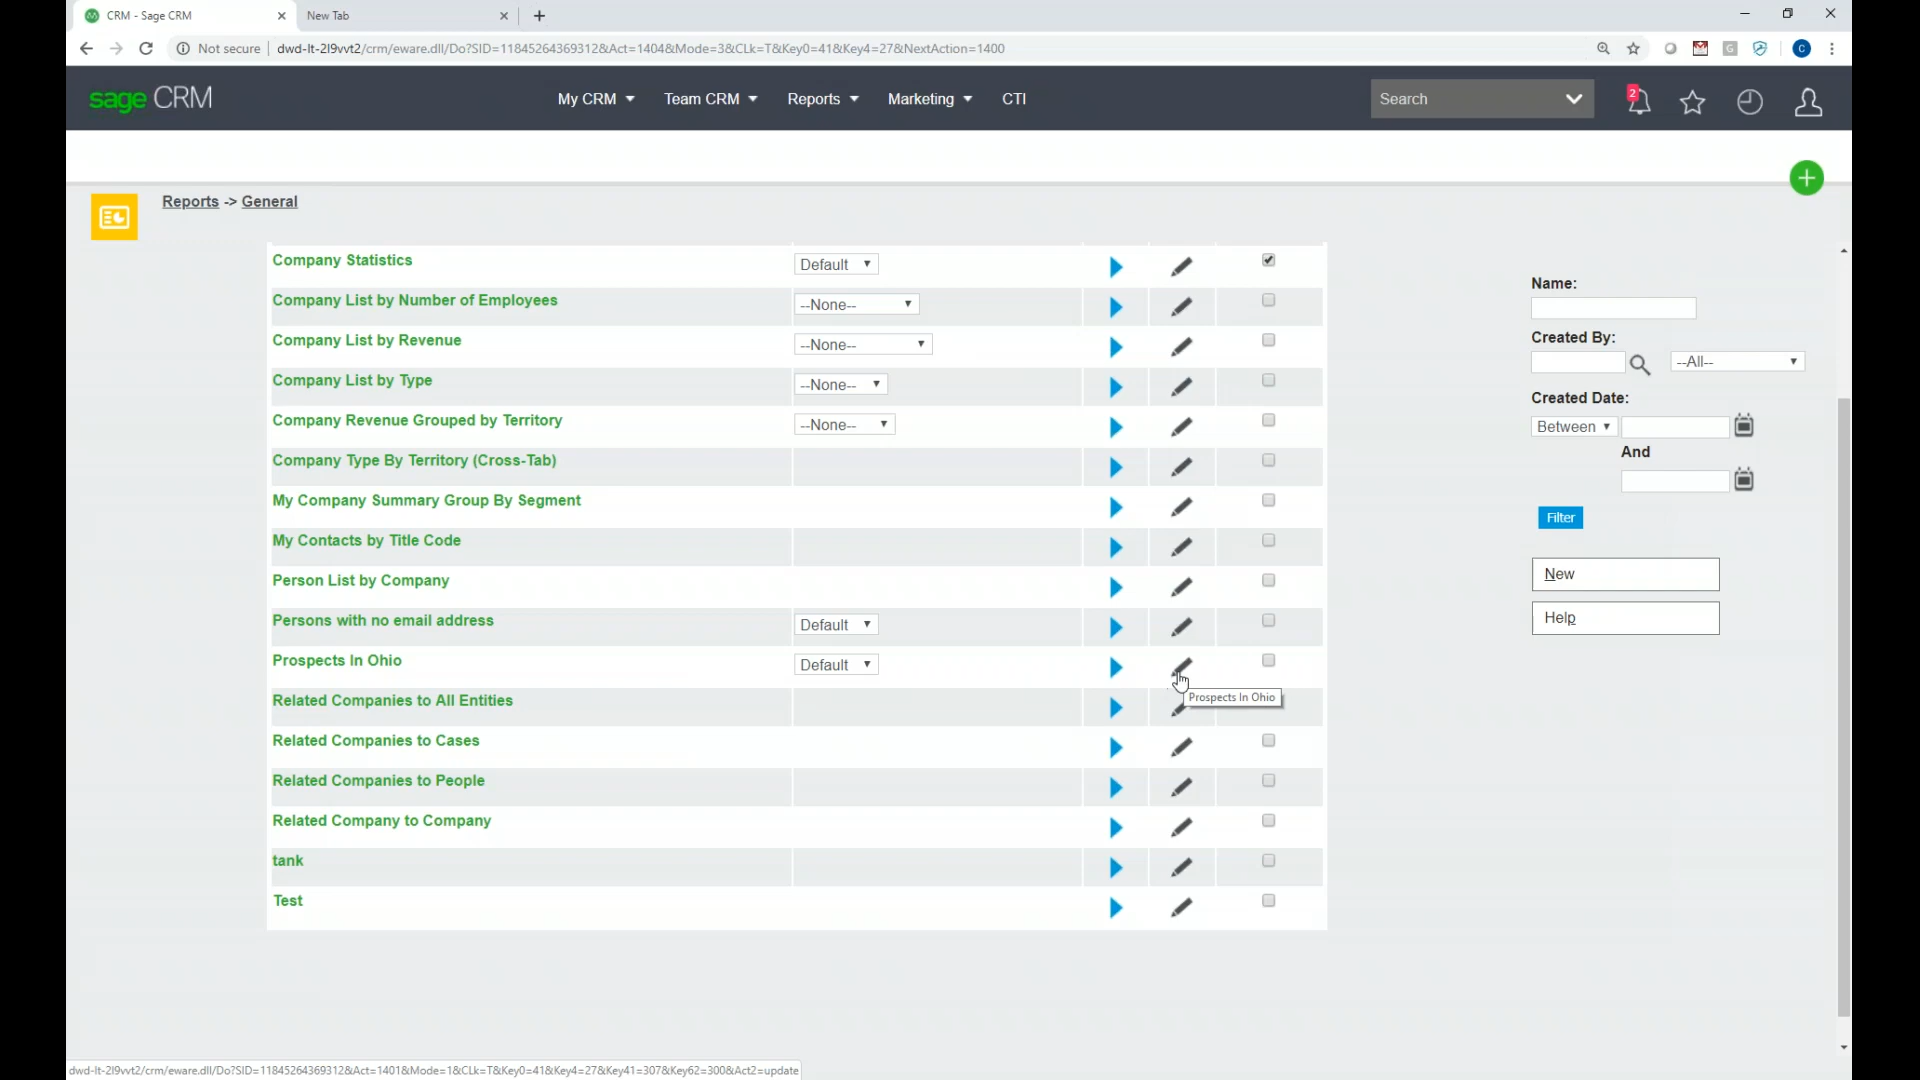 CRM - Sage CRM
New Tab
Not secure
dwd-lt-2l9vvt2/crm/eware.dll/Do?SID=11845264369312&Act=1404&Mode=3&CLk=T&Key0=41&Key4=27&NextAction=1400
G
C
sage CRM
My CRM
Team CRM
Reports
Marketing
CTI
Search
2
Reports -> General
Company Statistics
Default
Company List by Number of Employees
--None--
Company List by Revenue
--None--
Company List by Type
--None--
Company Revenue Grouped by Territory
--None--
Company Type By Territory (Cross-Tab)
My Company Summary Group By Segment
My Contacts by Title Code
Person List by Company
Persons with no email address
Default
Prospects In Ohio
Default
Prospects In Ohio
Related Companies to All Entities
Related Companies to Cases
Related Companies to People
Related Company to Company
tank
Test
Name:
Created By:
--All--
Created Date:
Between
And
Filter
New
Help
dwd-lt-2l9vvt2/crm/eware.dll/Do?SID=11845264369312&Act=1401&Mode=1&CLk=T&Key0=41&Key4=27&Key41=307&Key62=300&Act2=update